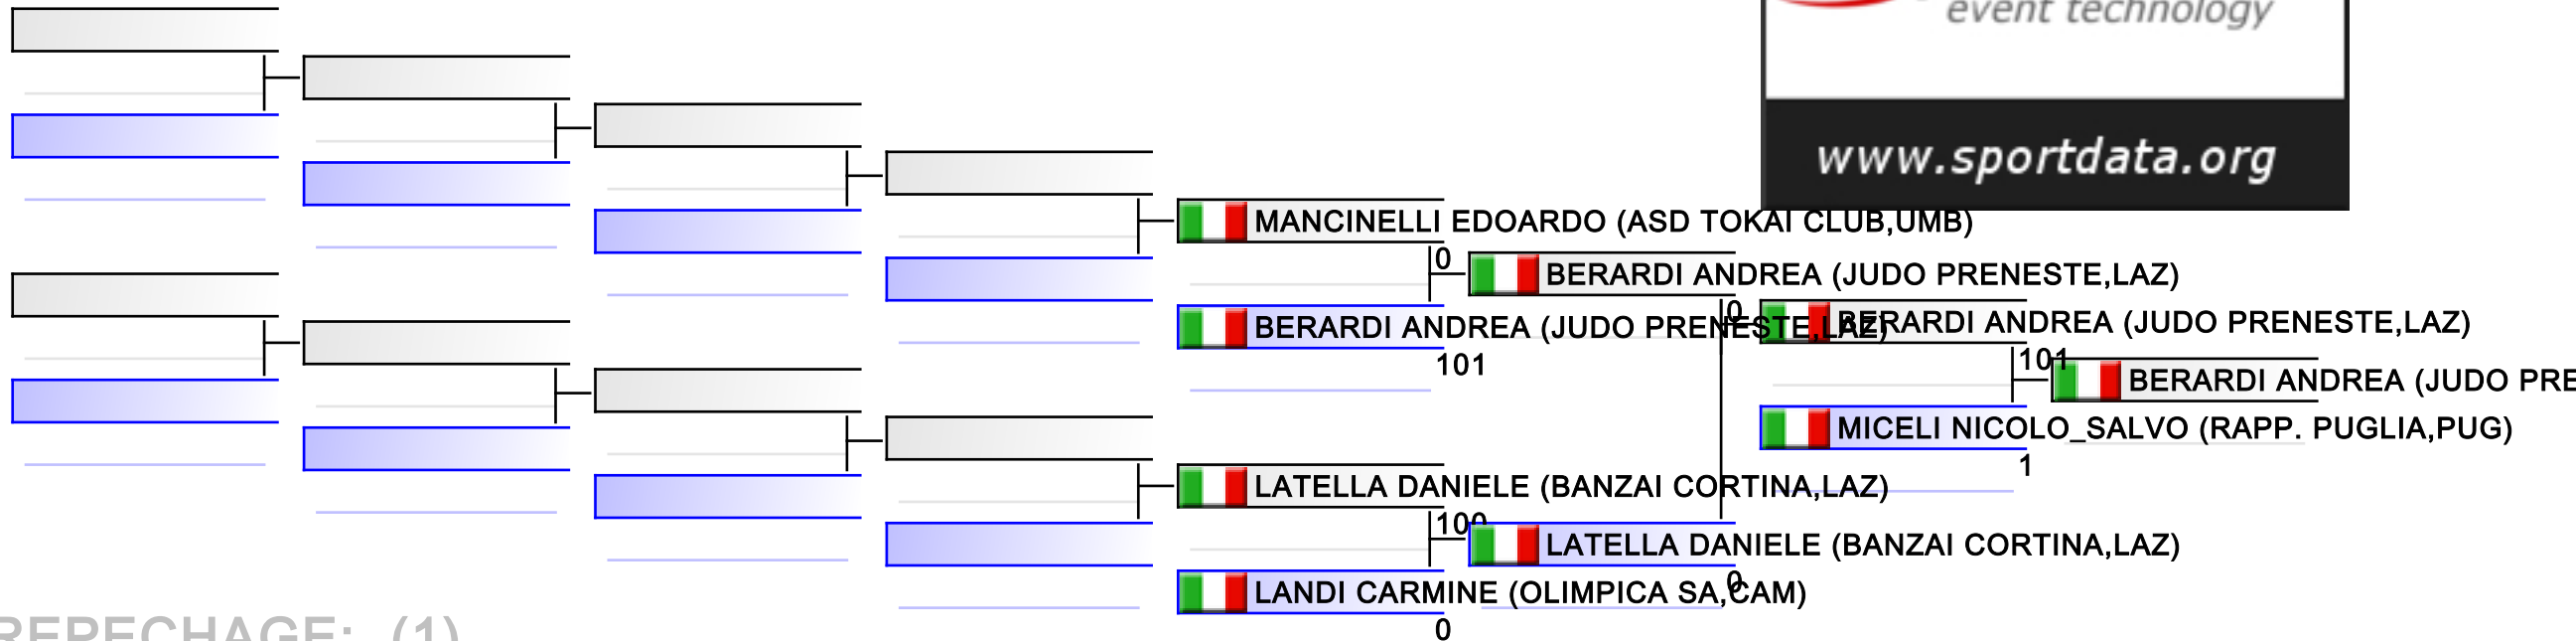 event technology
www.sportdata.org
MANCINELLI EDOARDO (ASD TOKAI CLUB,UMB)
0
BERARDI ANDREA (JUDO PRENESTE,LAZ)
0
BERARDI ANDREA (JUDO PRENESTE,LAZ)
101
BERARDI ANDREA (JUDO PRENESTE,LAZ)
101
BERARDI ANDREA (JUDO PRE
MICELI NICOLO_SALVO (RAPP. PUGLIA,PUG)
1
LATELLA DANIELE (BANZAI CORTINA,LAZ)
100
LATELLA DANIELE (BANZAI CORTINA,LAZ)
0
LANDI CARMINE (OLIMPICA SA,CAM)
0
REPECHAGE: (1)